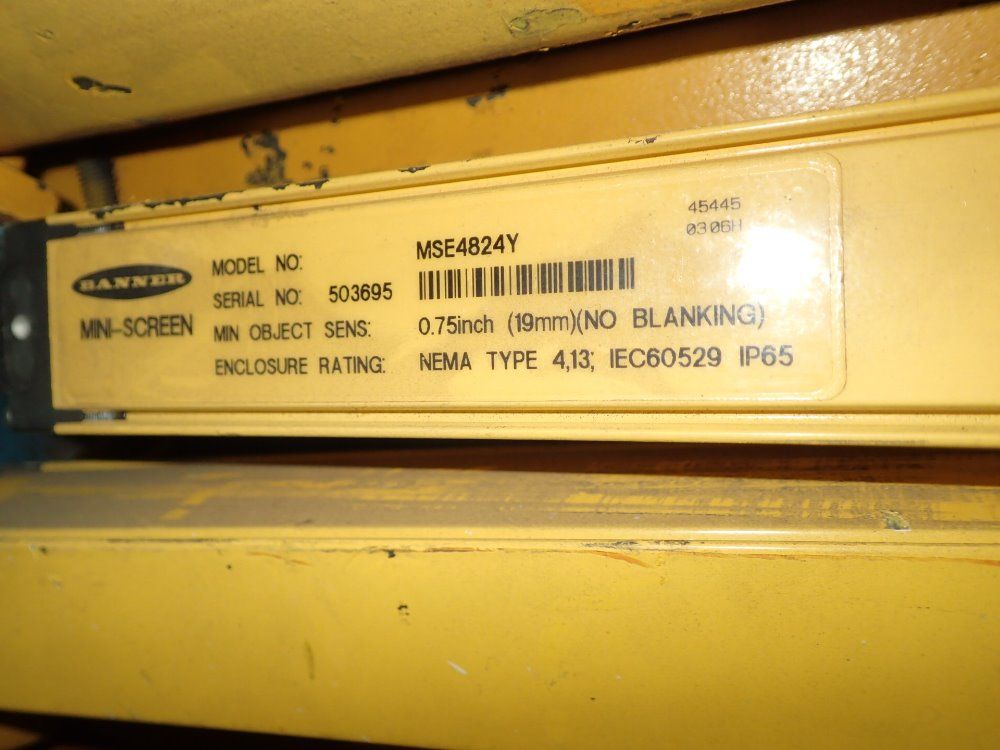 45445
0306H
BANNER
MINI-SCREEN
MODEL NO: MSE4824Y
SERIAL NO: 503695
MIN OBJECT SENS: 0.75inch (19mm)(NO BLANKING)
ENCLOSURE RATING: NEMA TYPE 4,13; IEC60529 IP65